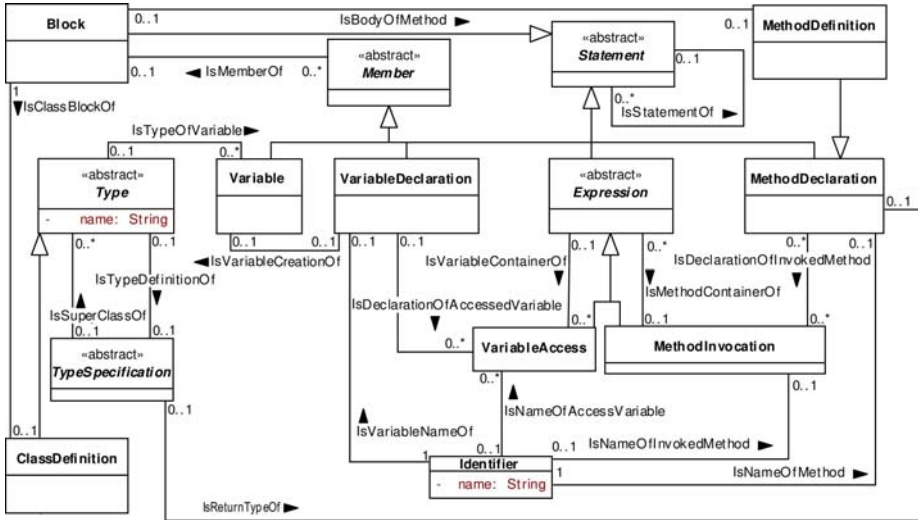 Block
0..1
IsBodyOfMethod
0..1
MethodDefinition
«abstract»
Member
«abstract»
Statement
0..1
0..1
IsMemberOf
0..*
1
IsClassBlockOf
0..*
IsStatementOf
IsTypeOfVariable
0..1
0..*
«abstract»
Type
- name: String
Variable
VariableDeclaration
«abstract»
Expression
MethodDeclaration
0..1
0..*
0..1
0..1
0..1
0..1
0..1
0..1
0..*
0..*
0..1
IsVariableCreationOf
IsVariableContainerOf
IsDeclarationOfInvokedMethod
IsTypeDefinitionOf
IsMethodContainerOf
IsSuperClassOf
IsDeclarationOfAccessedVariable
0..1
0..1
0..*
0..1
0..*
«abstract»
TypeSpecification
0..*
VariableAccess
MethodInvocation
0..1
0..*
0..1
IsNameOfAccessVariable
IsVariableNameOf
0..1
0..1
IsNameOfInvokedMethod
0..1
ClassDefinition
1
Identifier
- name: String
1
IsNameOfMethod
IsReturnTypeOf